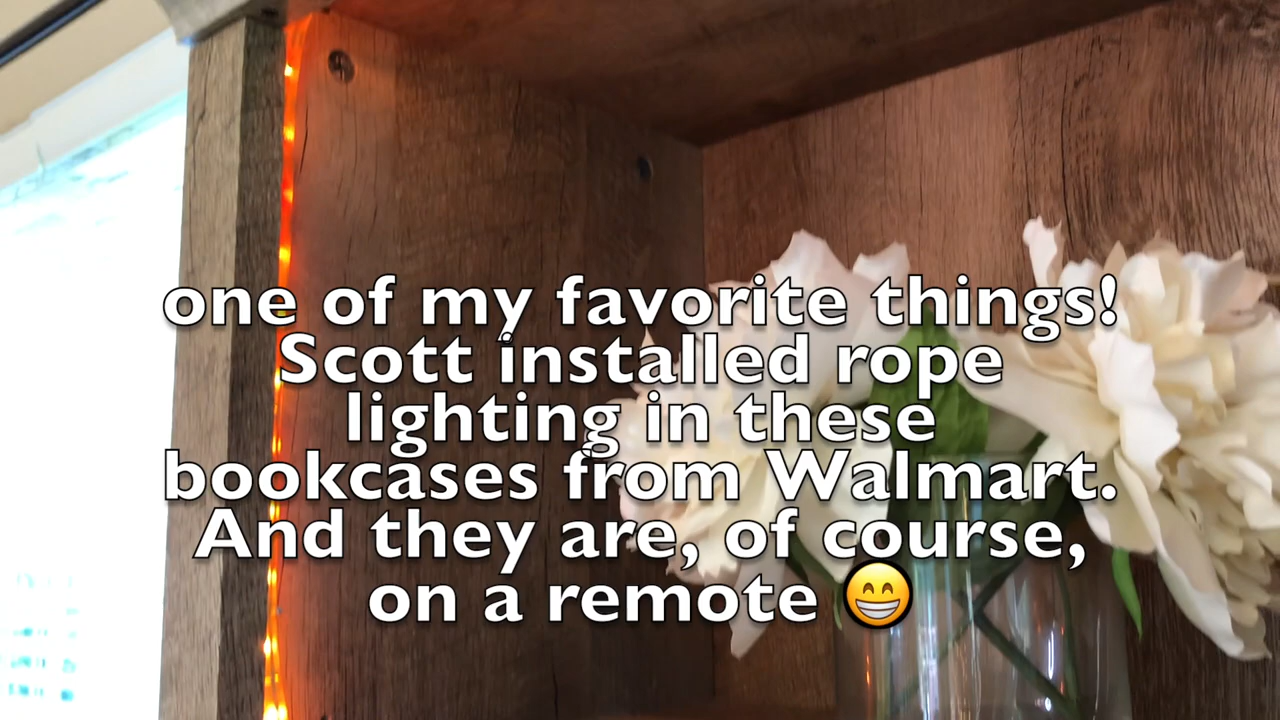 one of my favorite things!
Scott installed rope
lighting in these
bookcases from Walmart.
And they are, of course,
on a remote 😁